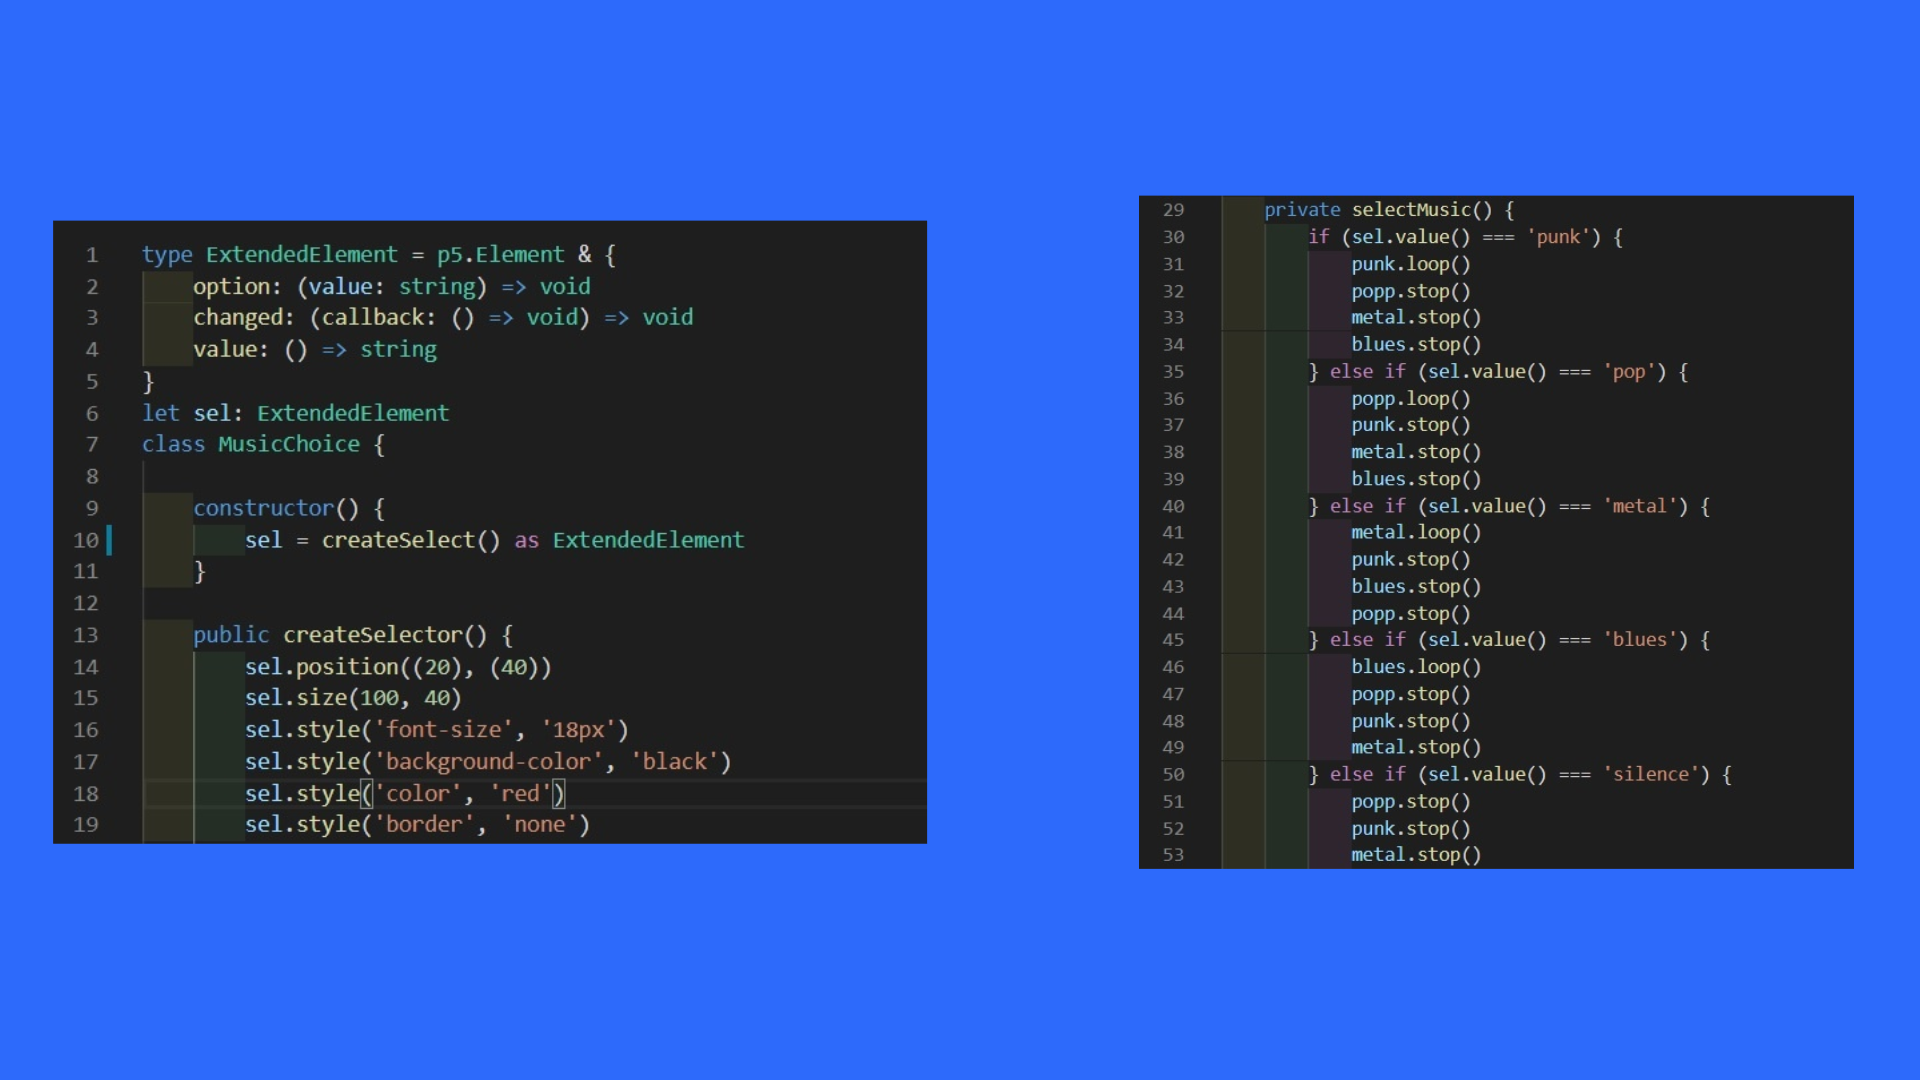 1 type ExtendedElement = p5.Element & {
2 option: (value: string) => void
3 changed: (callback: () => void) => void
4 value: () => string
5 }
6 let sel: ExtendedElement
7 class MusicChoice {
8
9 constructor() {
10 sel = createSelect() as ExtendedElement
11 }
12
13 public createSelector() {
14 sel.position((20), (40))
15 sel.size(100, 40)
16 sel.style('font-size', '18px')
17 sel.style('background-color', 'black')
18 sel.style('color', 'red')
19 sel.style('border', 'none')
29 private selectMusic() {
30 if (sel.value() === 'punk') {
31 punk.loop()
32 popp.stop()
33 metal.stop()
34 blues.stop()
35 } else if (sel.value() === 'pop') {
36 popp.loop()
37 punk.stop()
38 metal.stop()
39 blues.stop()
40 } else if (sel.value() === 'metal') {
41 metal.loop()
42 punk.stop()
43 blues.stop()
44 popp.stop()
45 } else if (sel.value() === 'blues') {
46 blues.loop()
47 popp.stop()
48 punk.stop()
49 metal.stop()
50 } else if (sel.value() === 'silence') {
51 popp.stop()
52 punk.stop()
53 metal.stop()